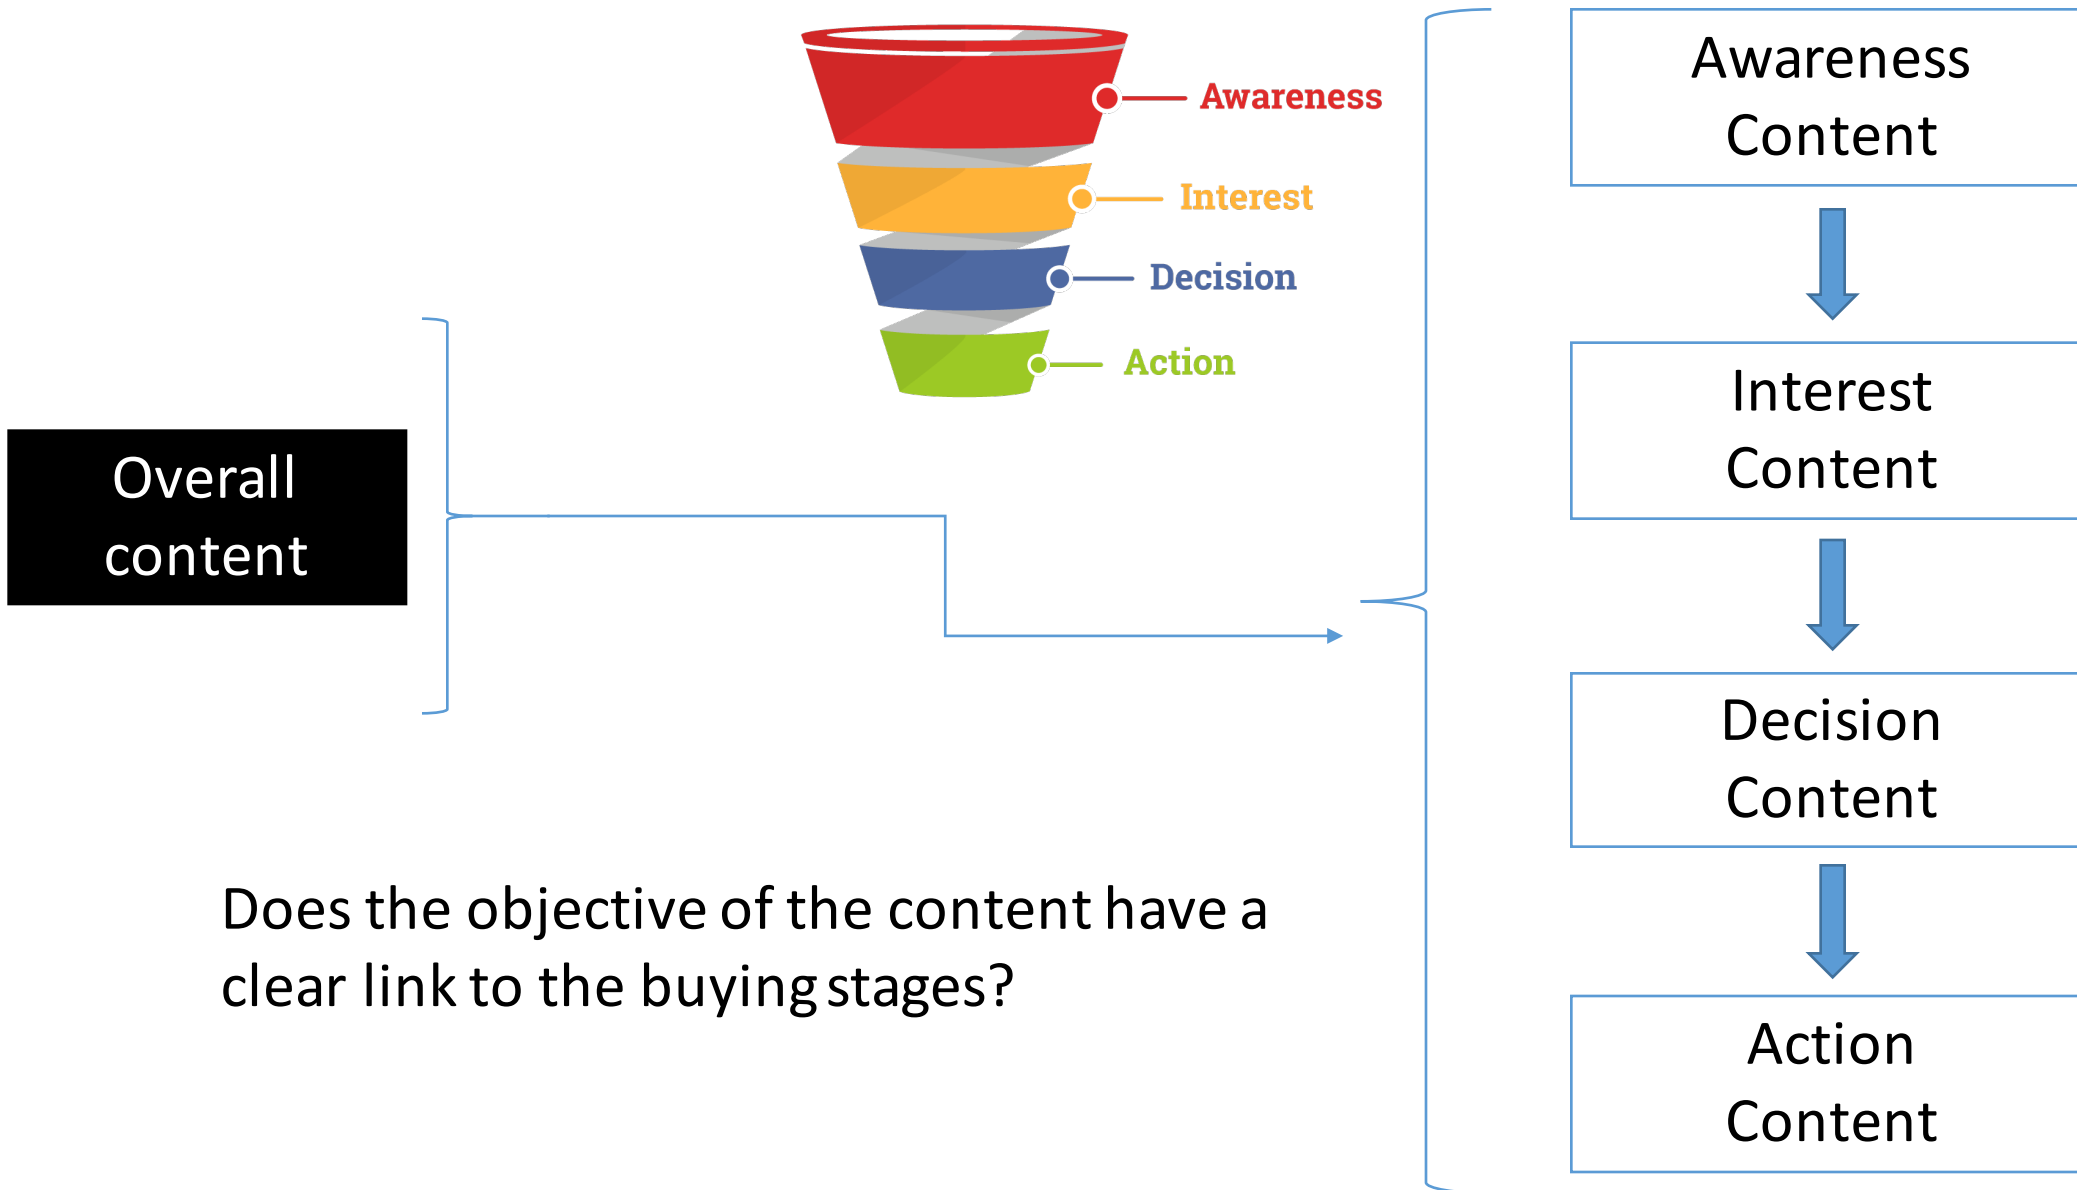 Awareness
Interest
Decision
Action
Overall
content
Does the objective of the content have a
clear link to the buying stages?
Awareness
Content
Interest
Content
Decision
Content
Action
Content